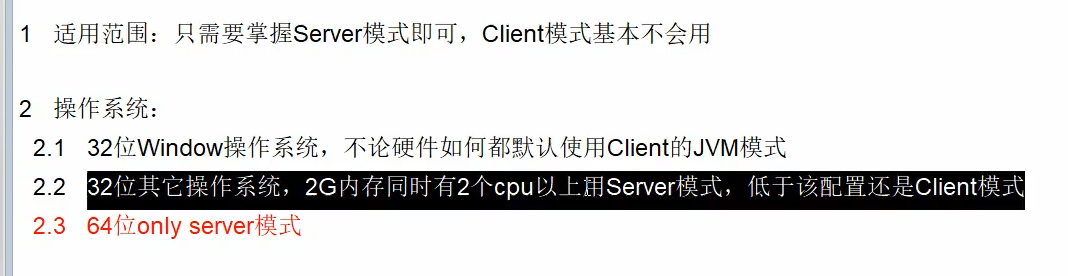 1 适用范围：只需要掌握Server模式即可，Client模式基本不会用
2 操作系统：
2.1 32位Window操作系统，不论硬件如何都默认使用Client的JVM模式
2.2 32位其它操作系统，2G内存同时有2个cpu以上用Server模式，低于该配置还是Client模式
2.3 64位only server模式